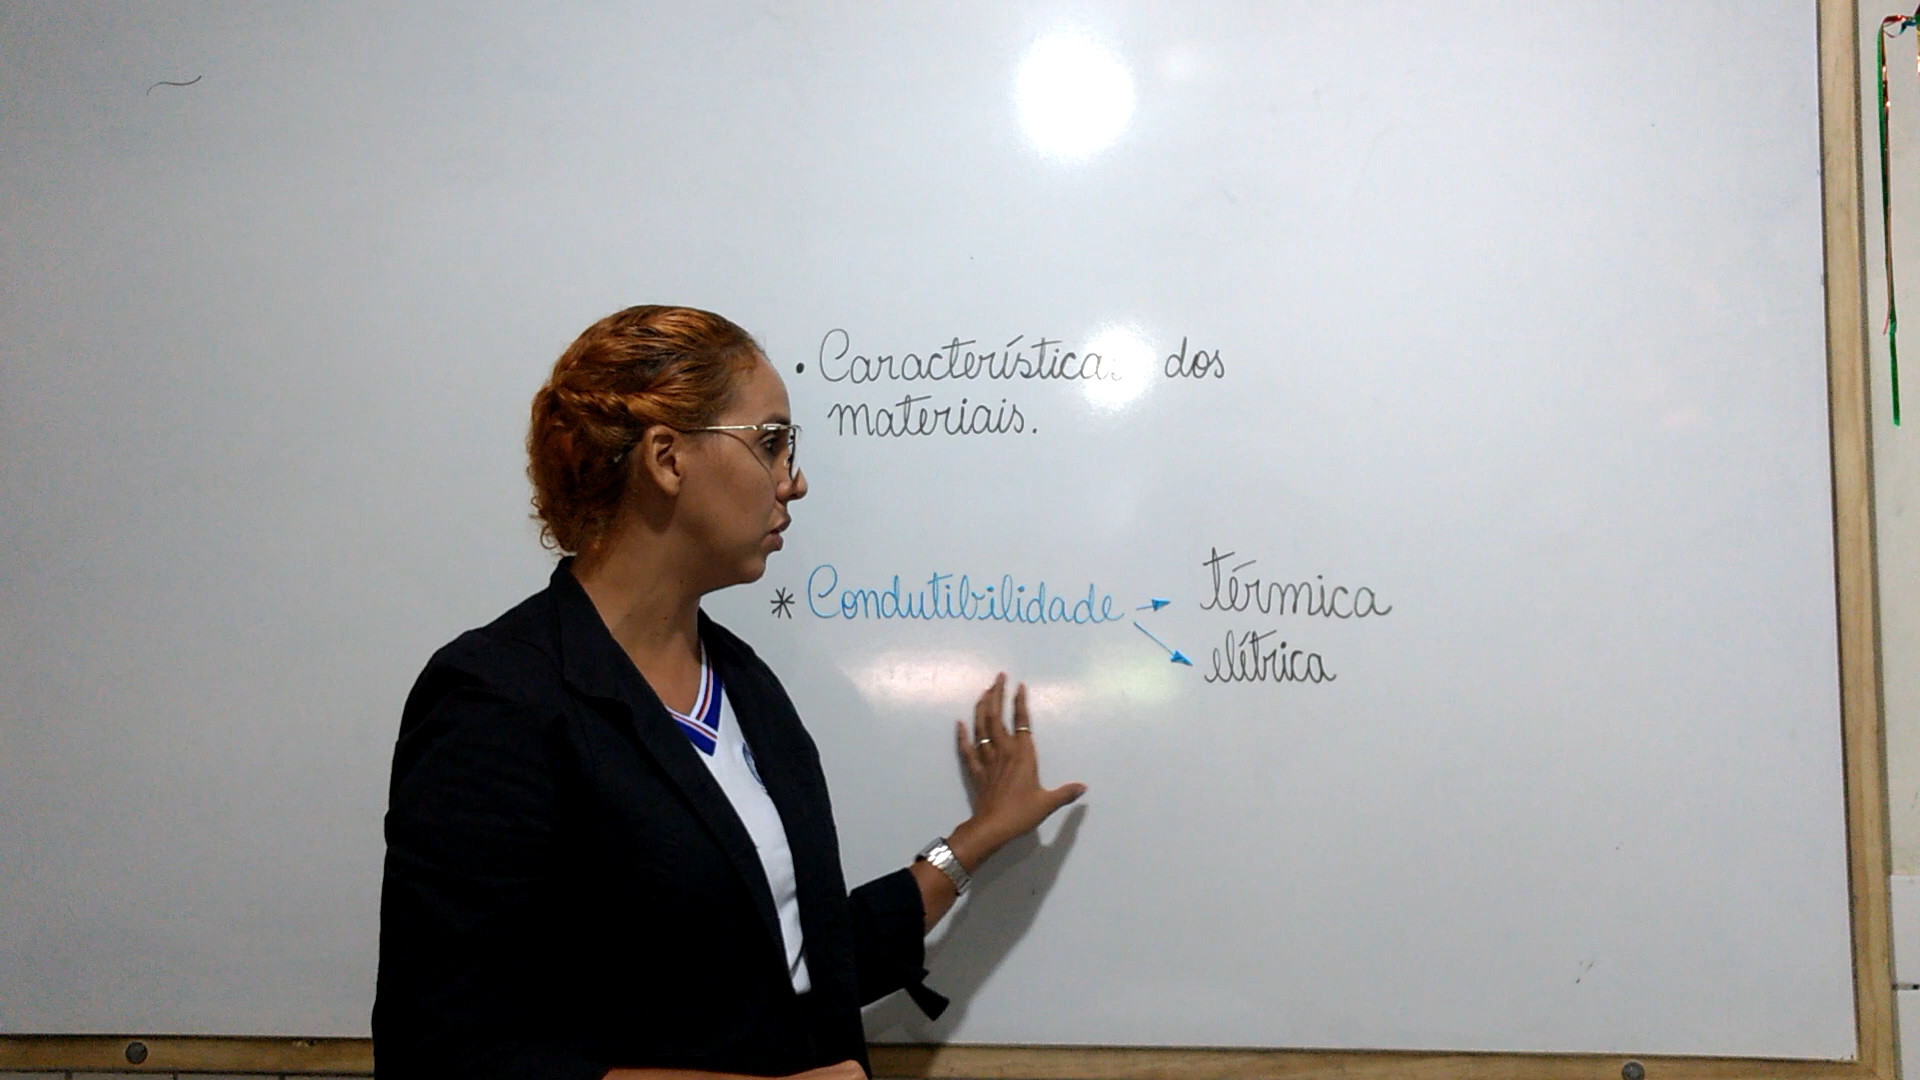 • Características dos
materiais.
* Condutibilidade → térmica
→ elétrica